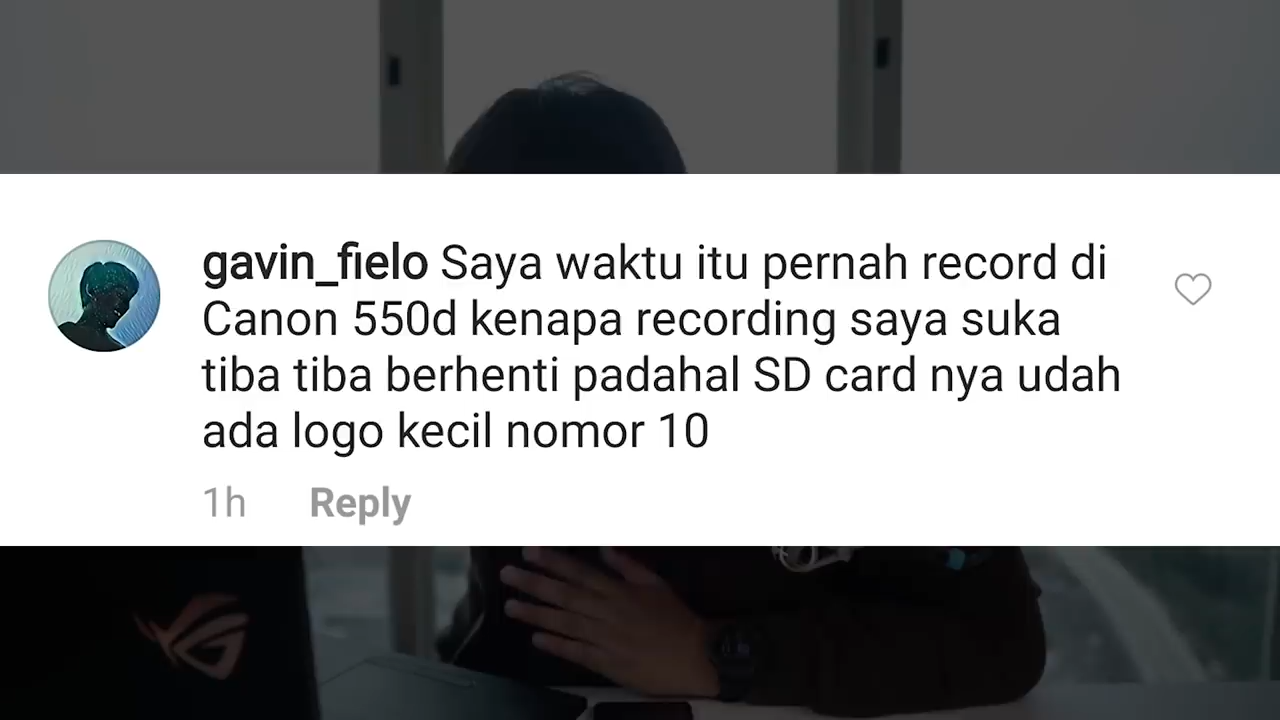 gavin_fielo Saya waktu itu pernah record di
Canon 550d kenapa recording saya suka
tiba tiba berhenti padahal SD card nya udah
ada logo kecil nomor 10
1h Reply